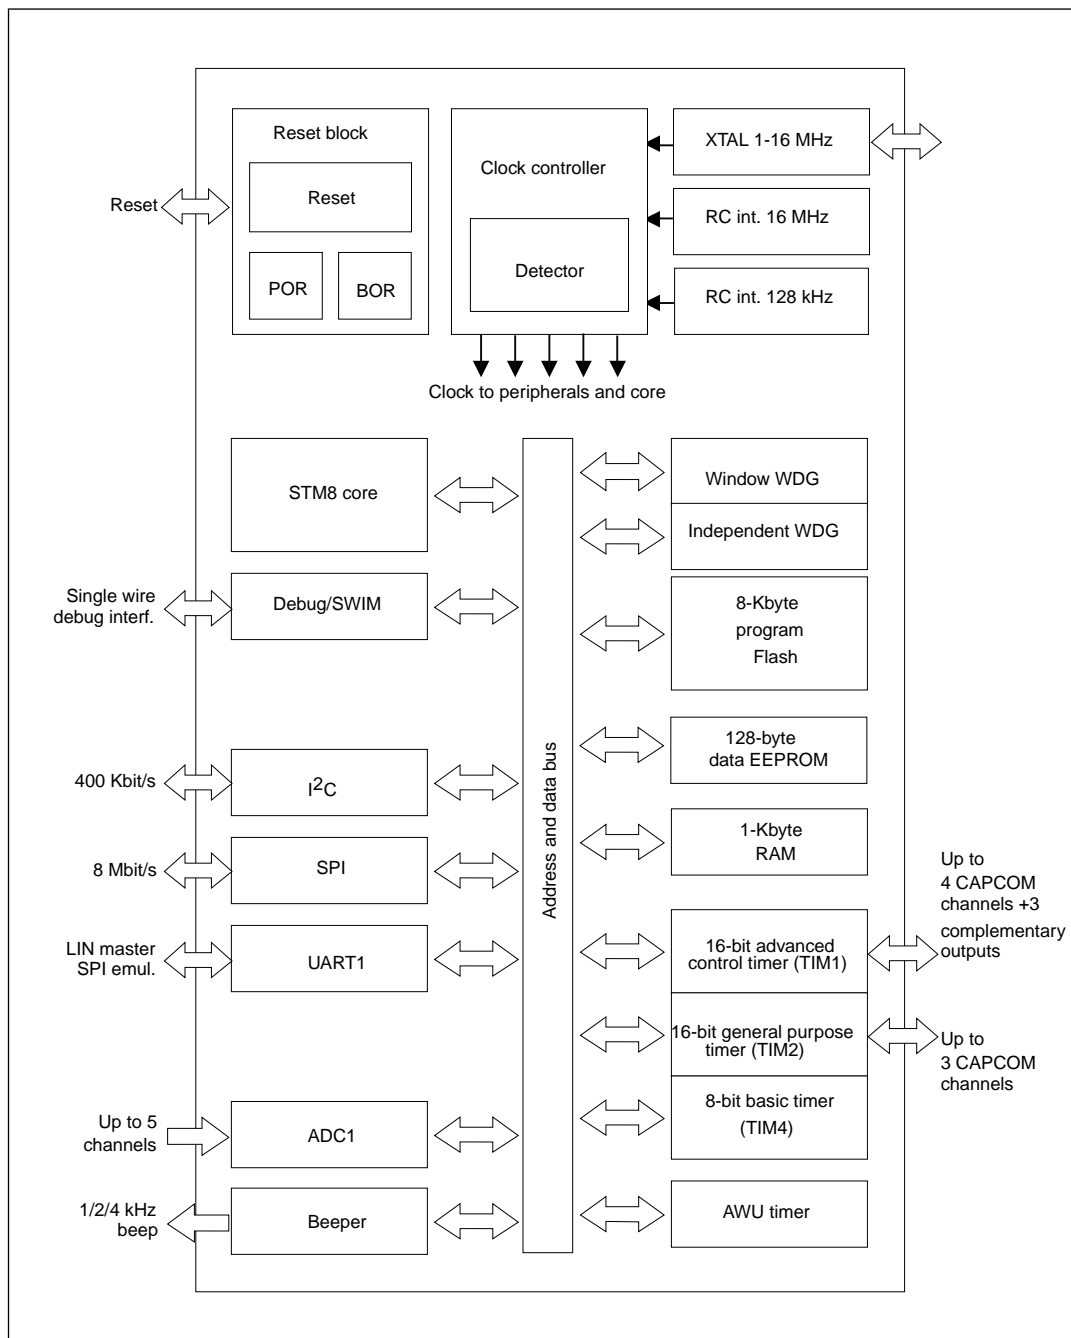 Reset block
Reset
POR
BOR
Reset
Clock controller
Detector
XTAL 1-16 MHz
RC int. 16 MHz
RC int. 128 kHz
Clock to peripherals and core
STM8 core
Single wire
debug interf.
Debug/SWIM
400 Kbit/s
I²C
8 Mbit/s
SPI
LIN master
SPI emul.
UART1
Up to 5
channels
ADC1
1/2/4 kHz
beep
Beeper
Address and data bus
Window WDG
Independent WDG
8-Kbyte
program
Flash
128-byte
data EEPROM
1-Kbyte
RAM
16-bit advanced
control timer (TIM1)
Up to
4 CAPCOM
channels +3
complementary
outputs
16-bit general purpose
timer (TIM2)
Up to
3 CAPCOM
channels
8-bit basic timer
(TIM4)
AWU timer